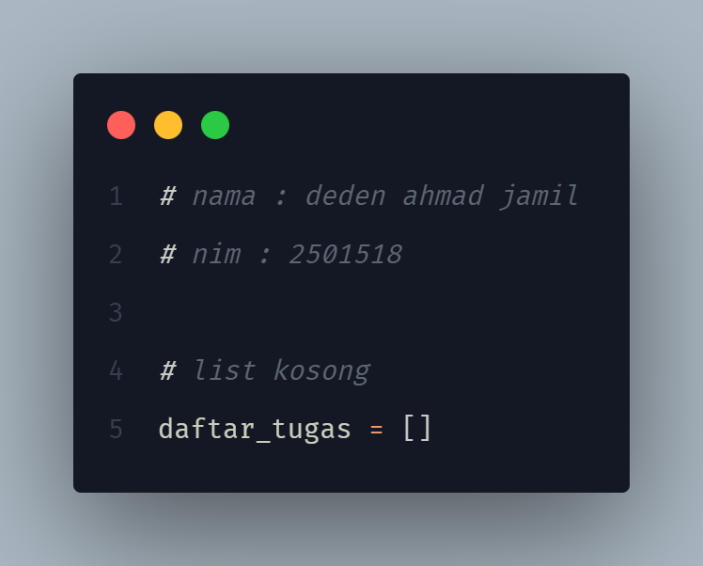 1 # nama : deden ahmad jamil
2 # nim : 2501518
3
4 # list kosong
5 daftar_tugas = []